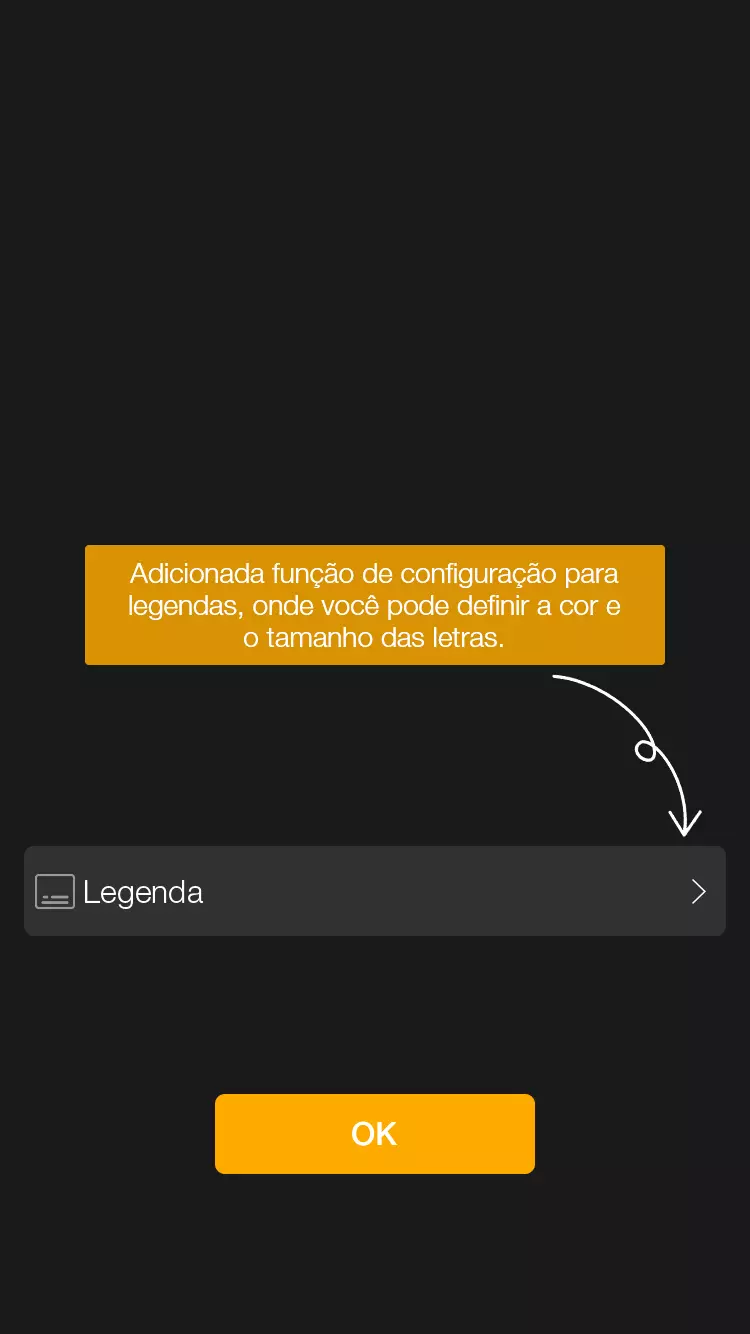 Adicionada função de configuração para
legendas, onde você pode definir a cor e
o tamanho das letras.
Legenda
OK